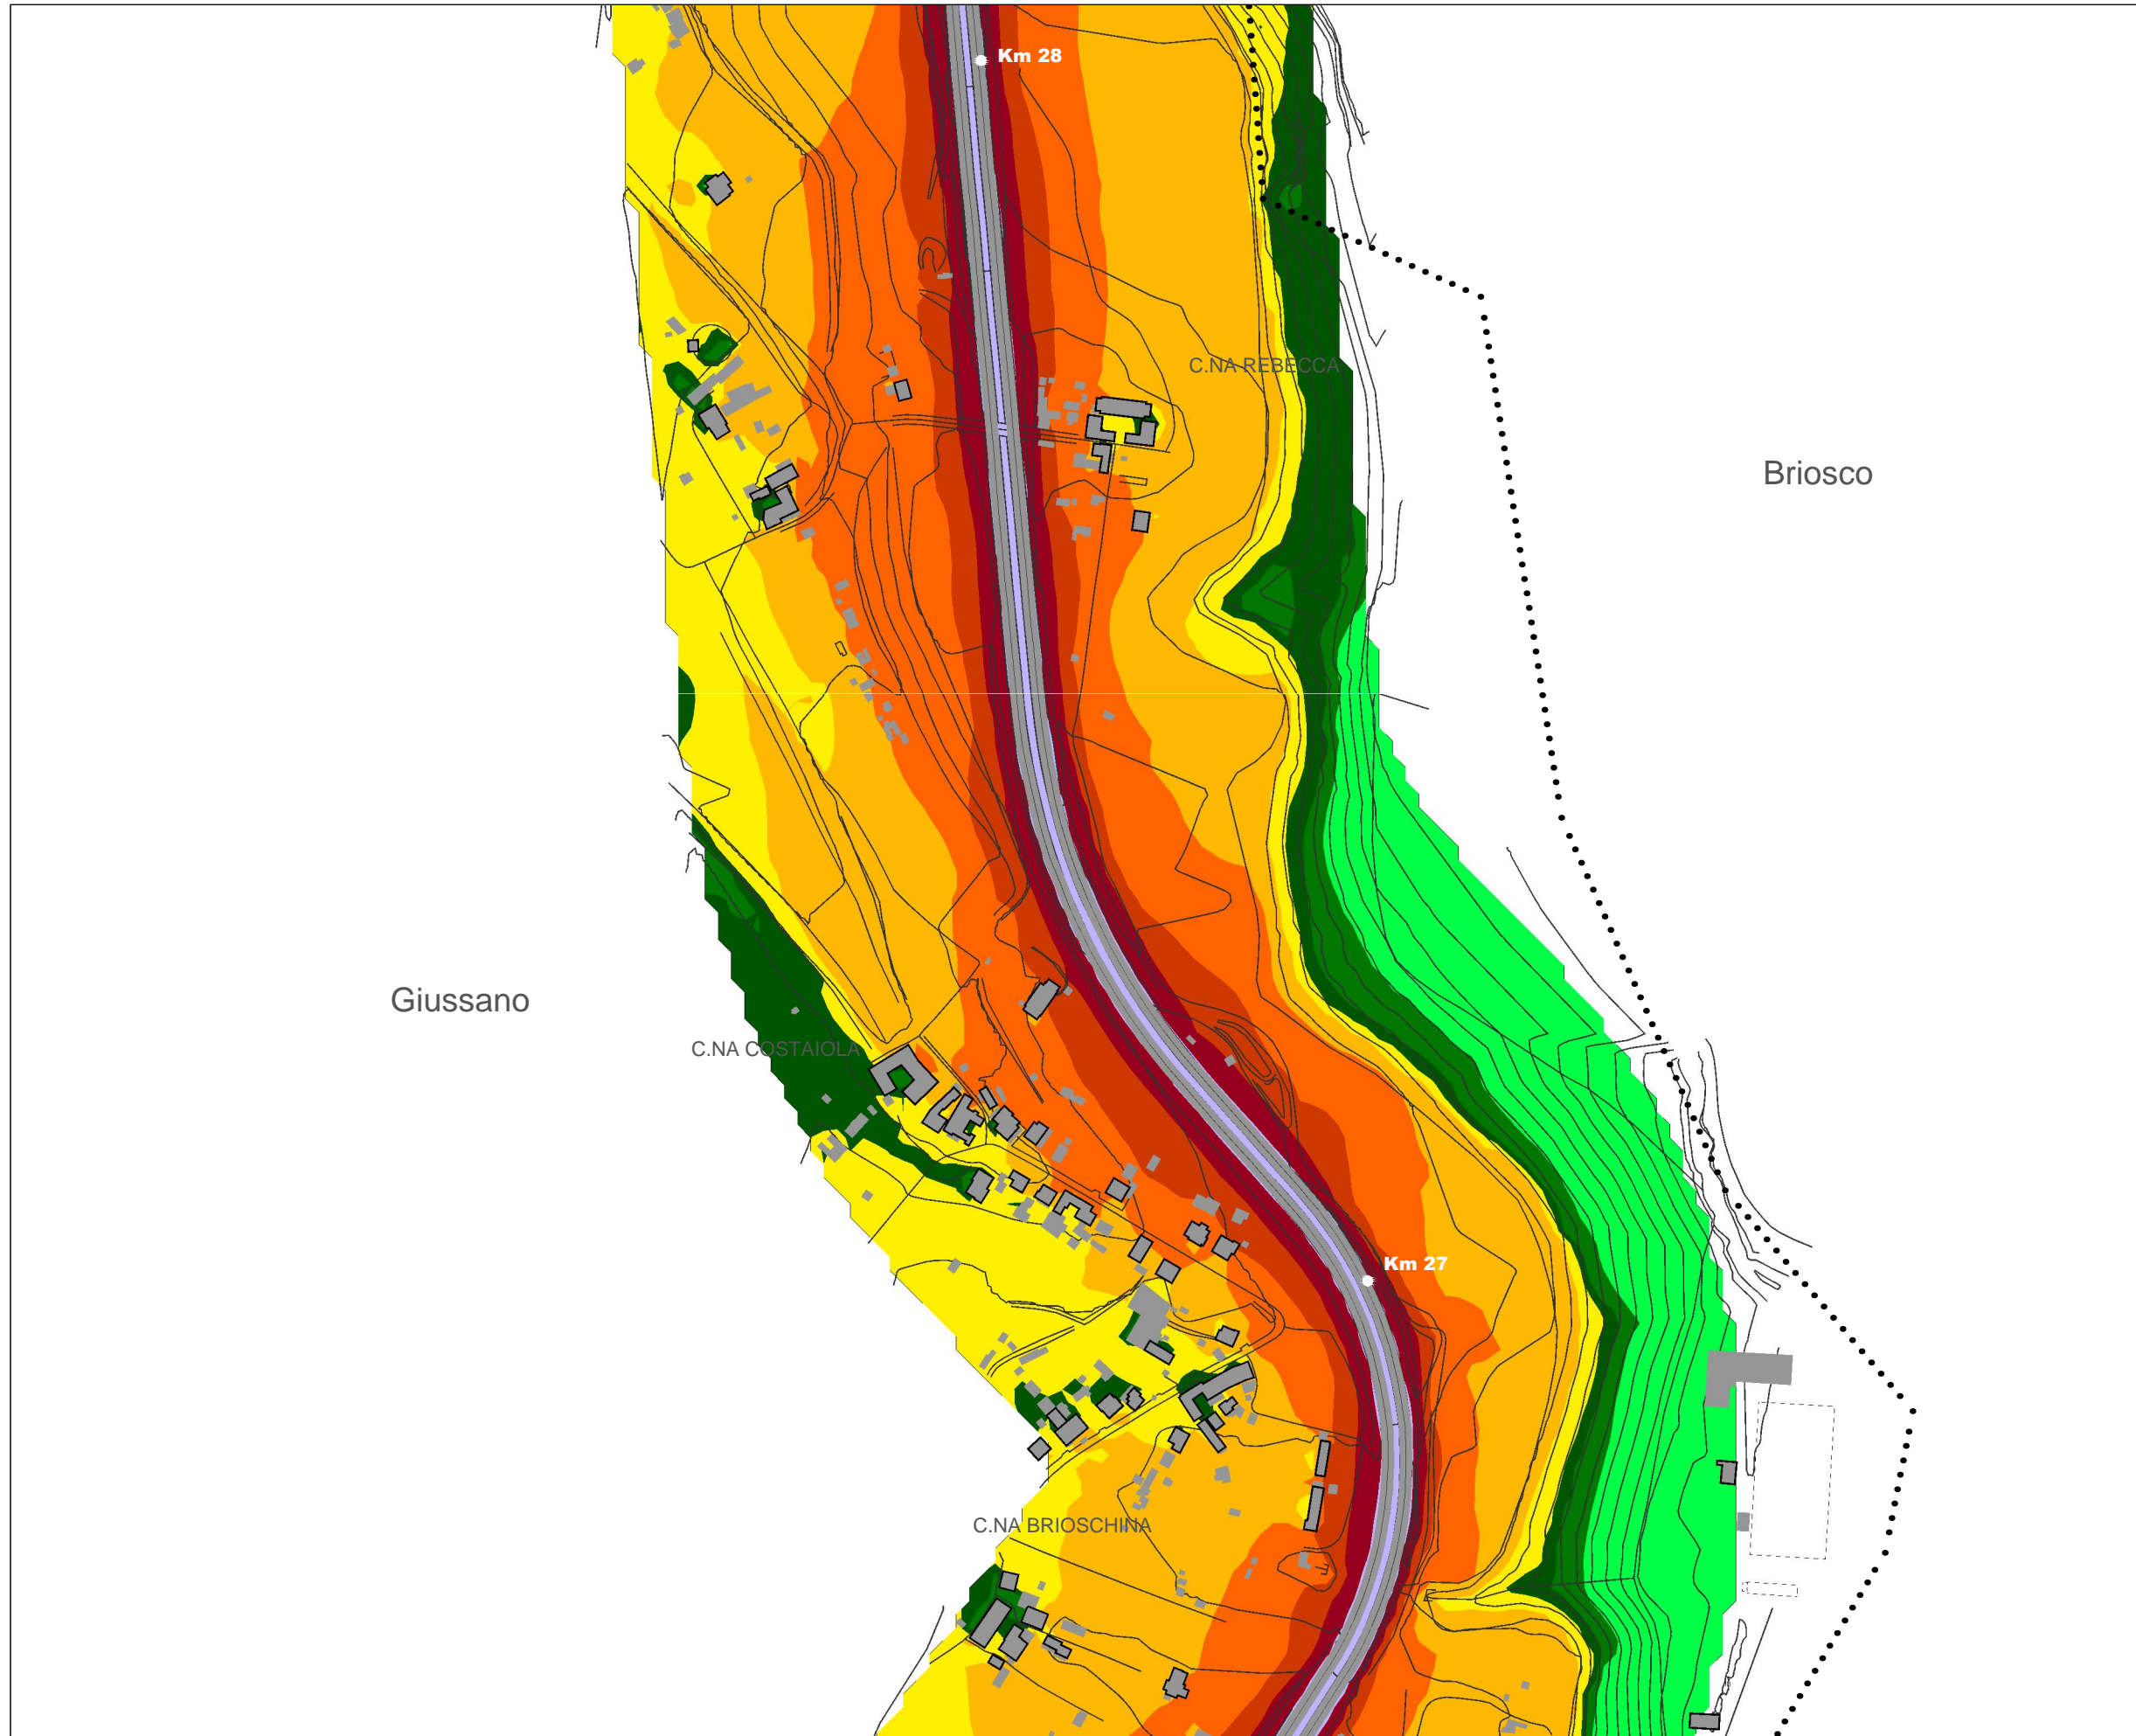 Km 28
C.NA REBECCA
Briosco
Giussano
C.NA COSTAIOLA
Km 27
C.NA BRIOSCHINA